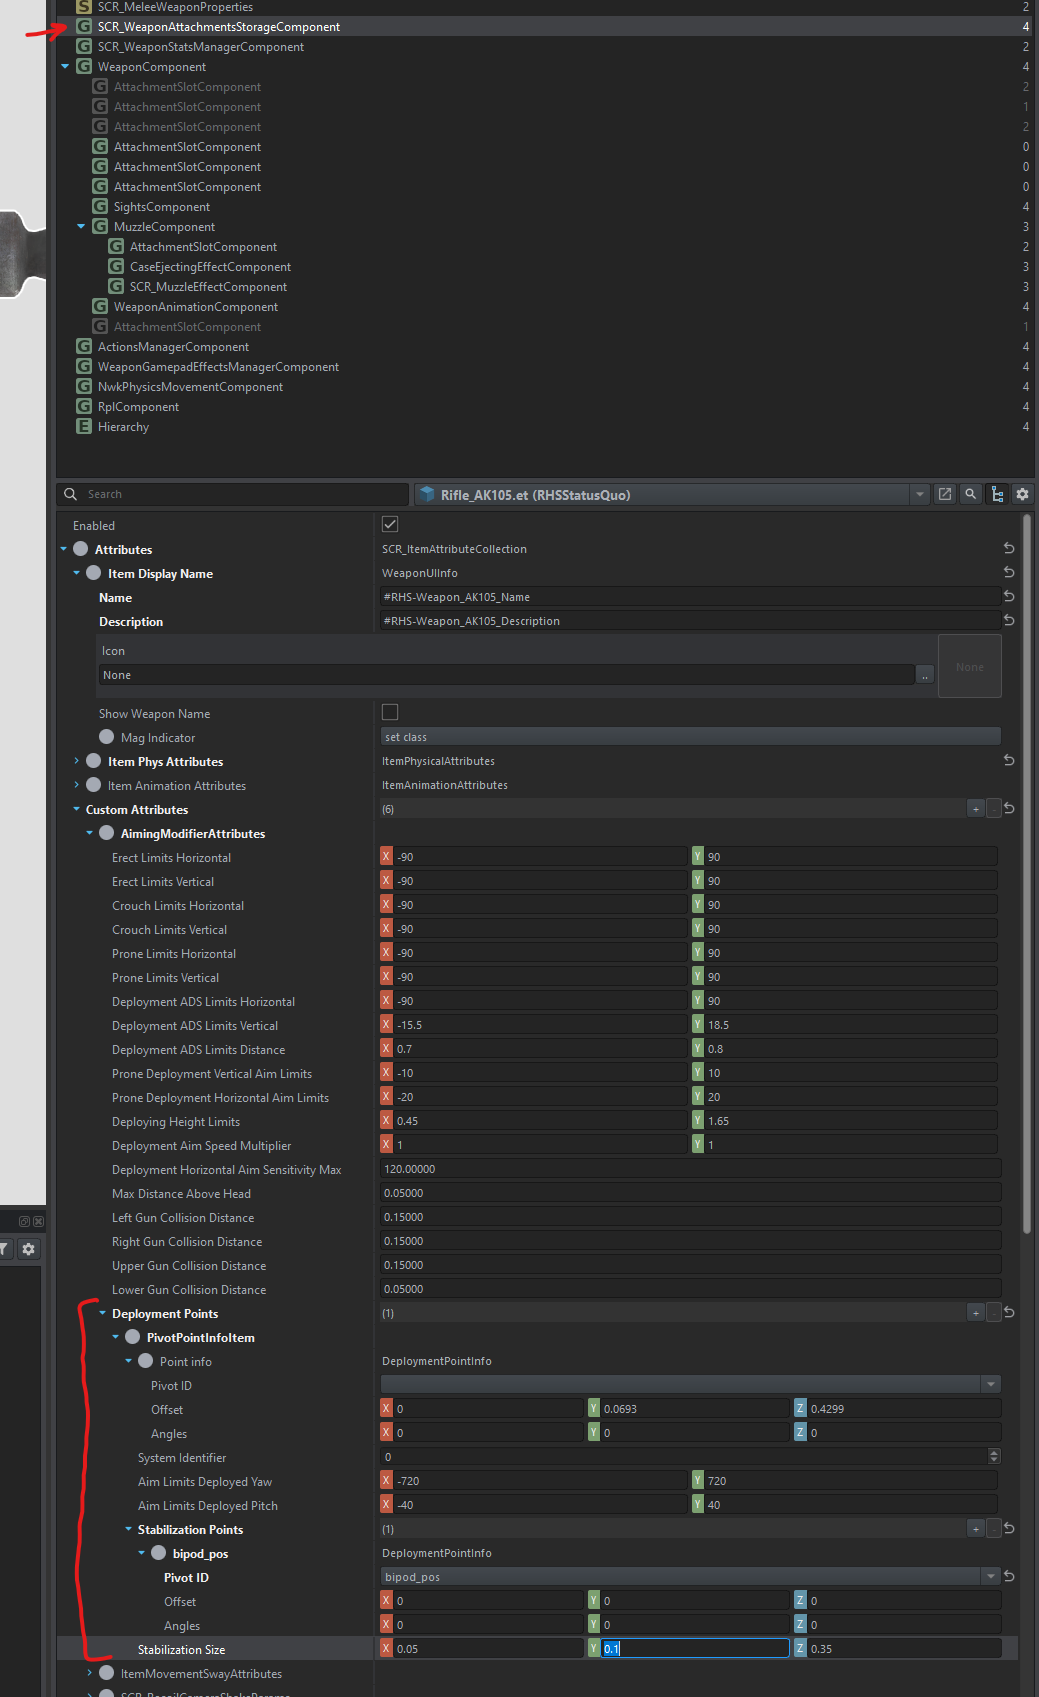 S SCR_MeleeWeaponProperties 2
G SCR_WeaponAttachmentsStorageComponent 4
G SCR_WeaponStatsManagerComponent 2
G WeaponComponent 4
G AttachmentSlotComponent 2
G AttachmentSlotComponent 1
G AttachmentSlotComponent 2
G AttachmentSlotComponent 0
G AttachmentSlotComponent 0
G AttachmentSlotComponent 0
G SightsComponent 4
G MuzzleComponent 3
G AttachmentSlotComponent 2
G CaseEjectingEffectComponent 3
G SCR_MuzzleEffectComponent 3
G WeaponAnimationComponent 4
G AttachmentSlotComponent 1
G ActionsManagerComponent 4
G WeaponGamepadEffectsManagerComponent 4
G NwkPhysicsMovementComponent 4
G RplComponent 4
E Hierarchy 4
Search Rifle_AK105.et (RHSStatusQuo)
Enabled
Attributes SCR_ItemAttributeCollection
Item Display Name WeaponUIInfo
Name #RHS-Weapon_AK105_Name
Description #RHS-Weapon_AK105_Description
Icon
None .. None
Show Weapon Name
Mag Indicator set class
Item Phys Attributes ItemPhysicalAttributes
Item Animation Attributes ItemAnimationAttributes
Custom Attributes (6) + -
AimingModifierAttributes
Erect Limits Horizontal X -90 Y 90
Erect Limits Vertical X -90 Y 90
Crouch Limits Horizontal X -90 Y 90
Crouch Limits Vertical X -90 Y 90
Prone Limits Horizontal X -90 Y 90
Prone Limits Vertical X -90 Y 90
Deployment ADS Limits Horizontal X -90 Y 90
Deployment ADS Limits Vertical X -15.5 Y 18.5
Deployment ADS Limits Distance X 0.7 Y 0.8
Prone Deployment Vertical Aim Limits X -10 Y 10
Prone Deployment Horizontal Aim Limits X -20 Y 20
Deploying Height Limits X 0.45 Y 1.65
Deployment Aim Speed Multiplier X 1 Y 1
Deployment Horizontal Aim Sensitivity Max 120.00000
Max Distance Above Head 0.05000
Left Gun Collision Distance 0.15000
Right Gun Collision Distance 0.15000
Upper Gun Collision Distance 0.15000
Lower Gun Collision Distance 0.05000
Deployment Points (1) + -
PivotPointInfoItem
Point info DeploymentPointInfo
Pivot ID
Offset X 0 Y 0.0693 Z 0.4299
Angles X 0 Y 0 Z 0
System Identifier 0
Aim Limits Deployed Yaw X -720 Y 720
Aim Limits Deployed Pitch X -40 Y 40
Stabilization Points (1) + -
bipod_pos DeploymentPointInfo
Pivot ID bipod_pos
Offset X 0 Y 0 Z 0
Angles X 0 Y 0 Z 0
Stabilization Size X 0.05 Y 0.1 Z 0.35
ItemMovementSwayAttributes
SCR_RecoilCameraShakeParams